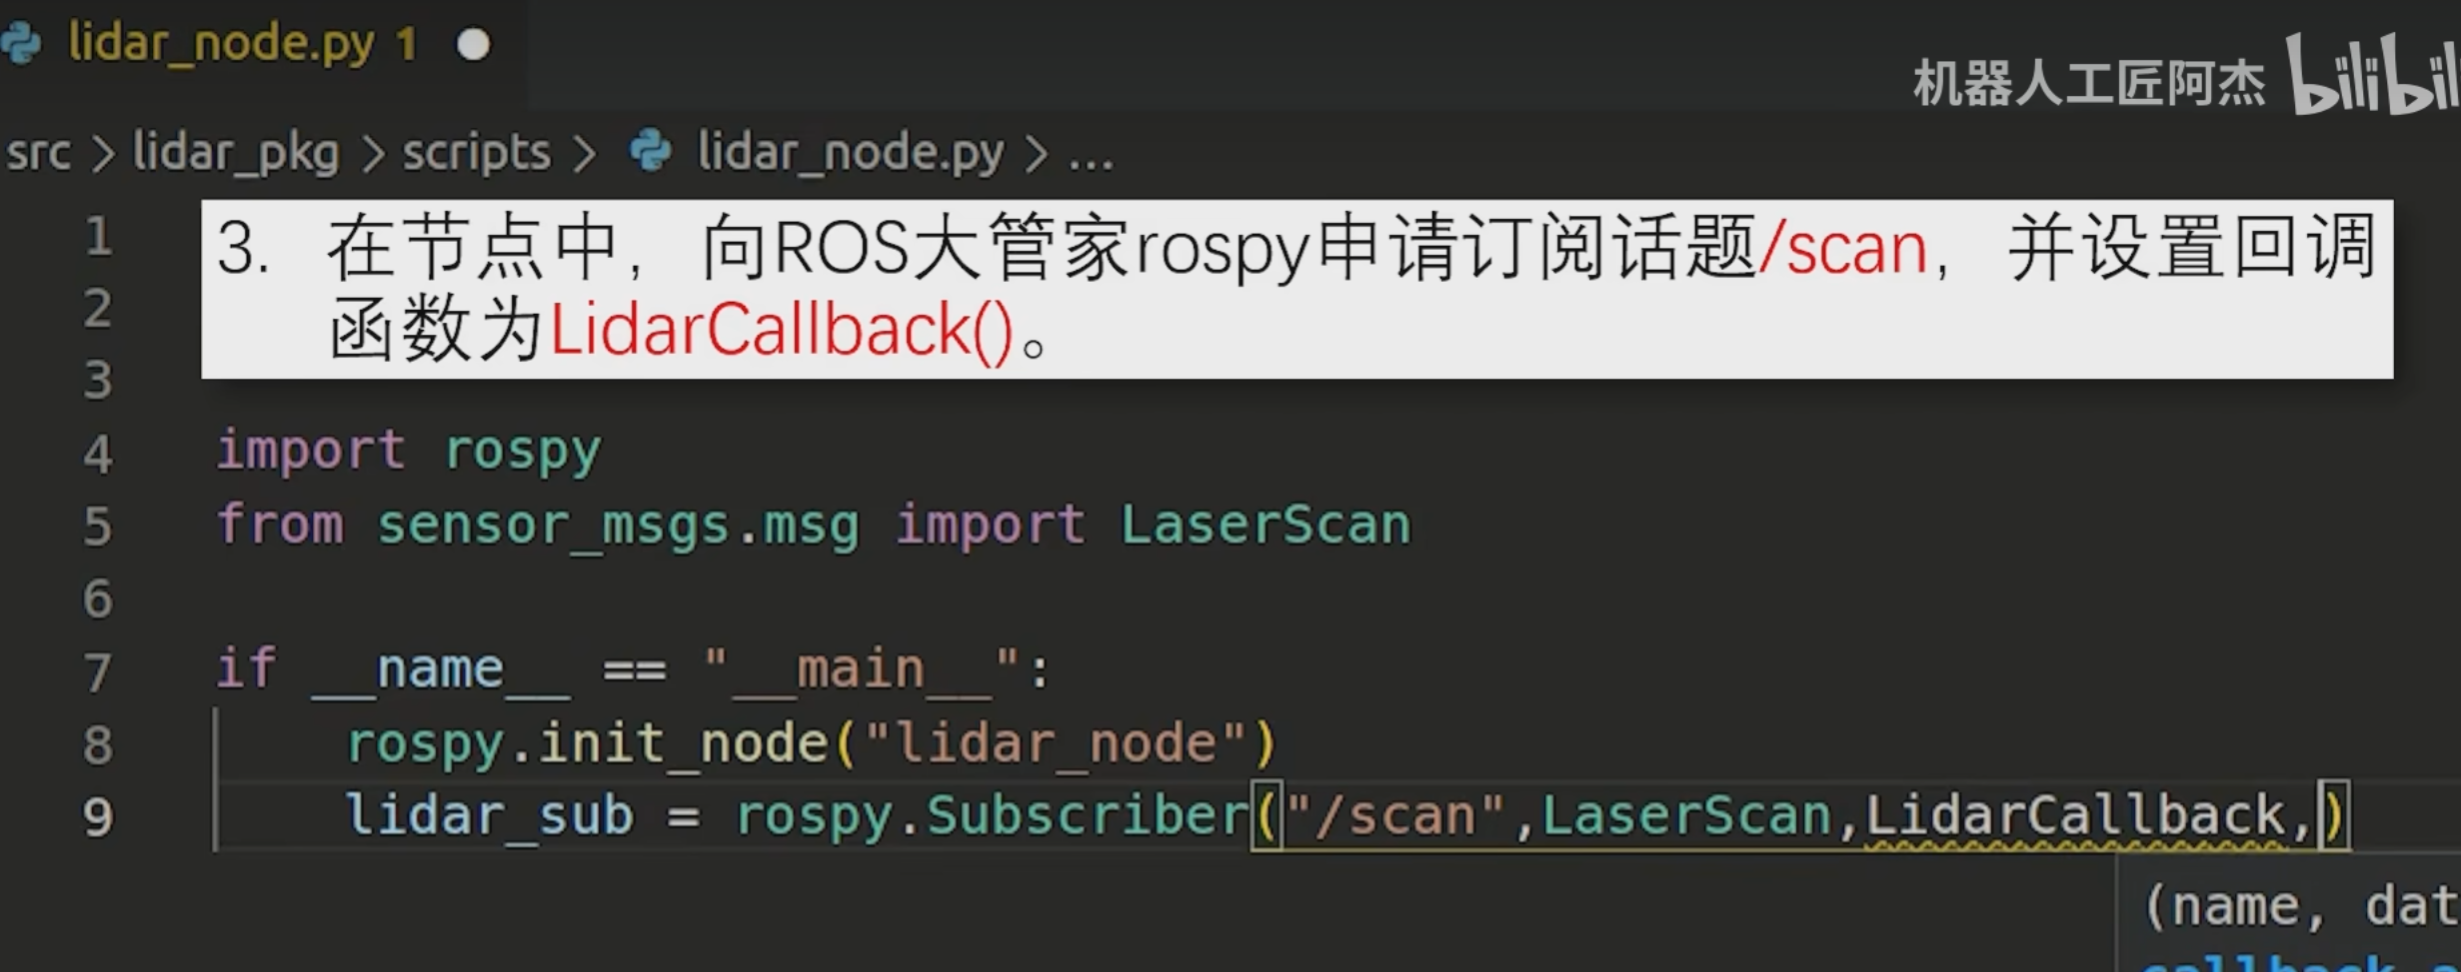 lidar_node.py 1
机器人工匠阿杰 bilibil
src > lidar_pkg > scripts > lidar_node.py > ...
1
2
3
3. 在节点中，向ROS大管家rospy申请订阅话题/scan，并设置回调
函数为LidarCallback()。
4 import rospy
5 from sensor_msgs.msg import LaserScan
6
7 if __name__ == "__main__":
8 rospy.init_node("lidar_node")
9 lidar_sub = rospy.Subscriber("/scan",LaserScan,LidarCallback,)
(name, dat